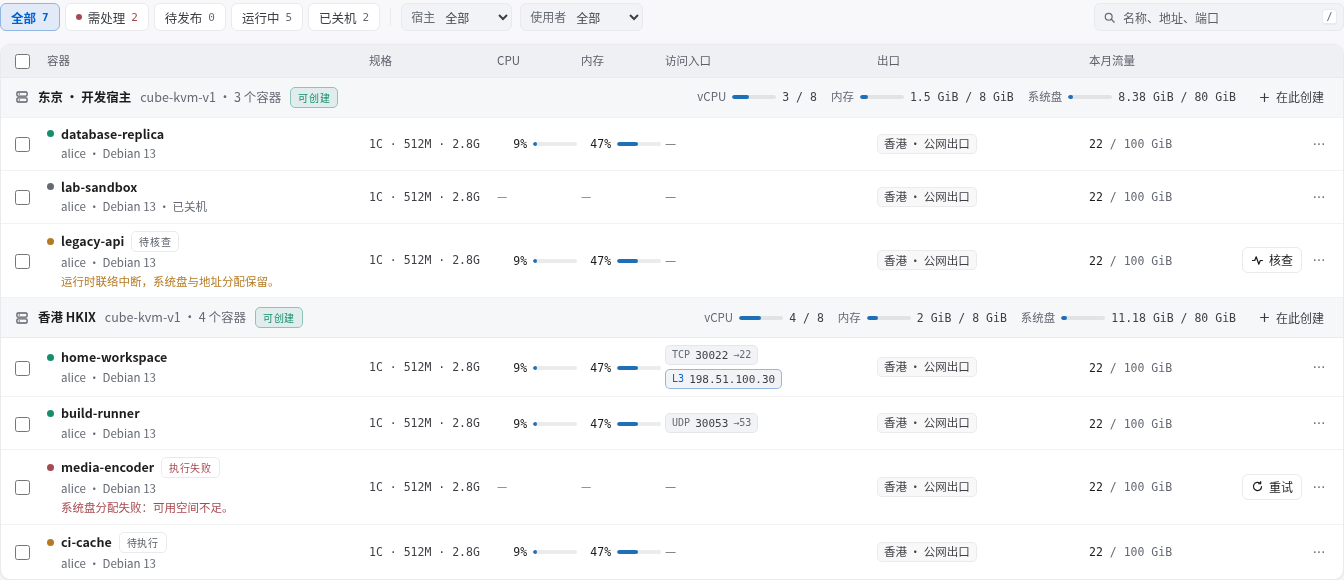 全部 7 需处理 2 待发布 0 运行中 5 已关机 2 宿主 全部 使用者 全部 名称、地址、端口 /
容器 规格 CPU 内存 访问入口 出口 本月流量
东京 · 开发宿主 cube-kvm-v1 · 3 个容器 可创建 vCPU 3 / 8 内存 1.5 GiB / 8 GiB 系统盘 8.38 GiB / 80 GiB + 在此创建
database-replica
alice · Debian 13
1C · 512M · 2.8G 9% 47% — 香港 · 公网出口 22 / 100 GiB ···
lab-sandbox
alice · Debian 13 · 已关机
1C · 512M · 2.8G — — — 香港 · 公网出口 22 / 100 GiB ···
legacy-api 待核查
alice · Debian 13
运行时联络中断，系统盘与地址分配保留。
1C · 512M · 2.8G 9% 47% — 香港 · 公网出口 22 / 100 GiB 核查 ···
香港 HKIX cube-kvm-v1 · 4 个容器 可创建 vCPU 4 / 8 内存 2 GiB / 8 GiB 系统盘 11.18 GiB / 80 GiB + 在此创建
home-workspace
alice · Debian 13
1C · 512M · 2.8G 9% 47% TCP 30022 →22
L3 198.51.100.30
香港 · 公网出口 22 / 100 GiB ···
build-runner
alice · Debian 13
1C · 512M · 2.8G 9% 47% UDP 30053 →53 香港 · 公网出口 22 / 100 GiB ···
media-encoder 执行失败
alice · Debian 13
系统盘分配失败：可用空间不足。
1C · 512M · 2.8G — — — 香港 · 公网出口 22 / 100 GiB 重试 ···
ci-cache 待执行
alice · Debian 13
1C · 512M · 2.8G 9% 47% — 香港 · 公网出口 22 / 100 GiB ···